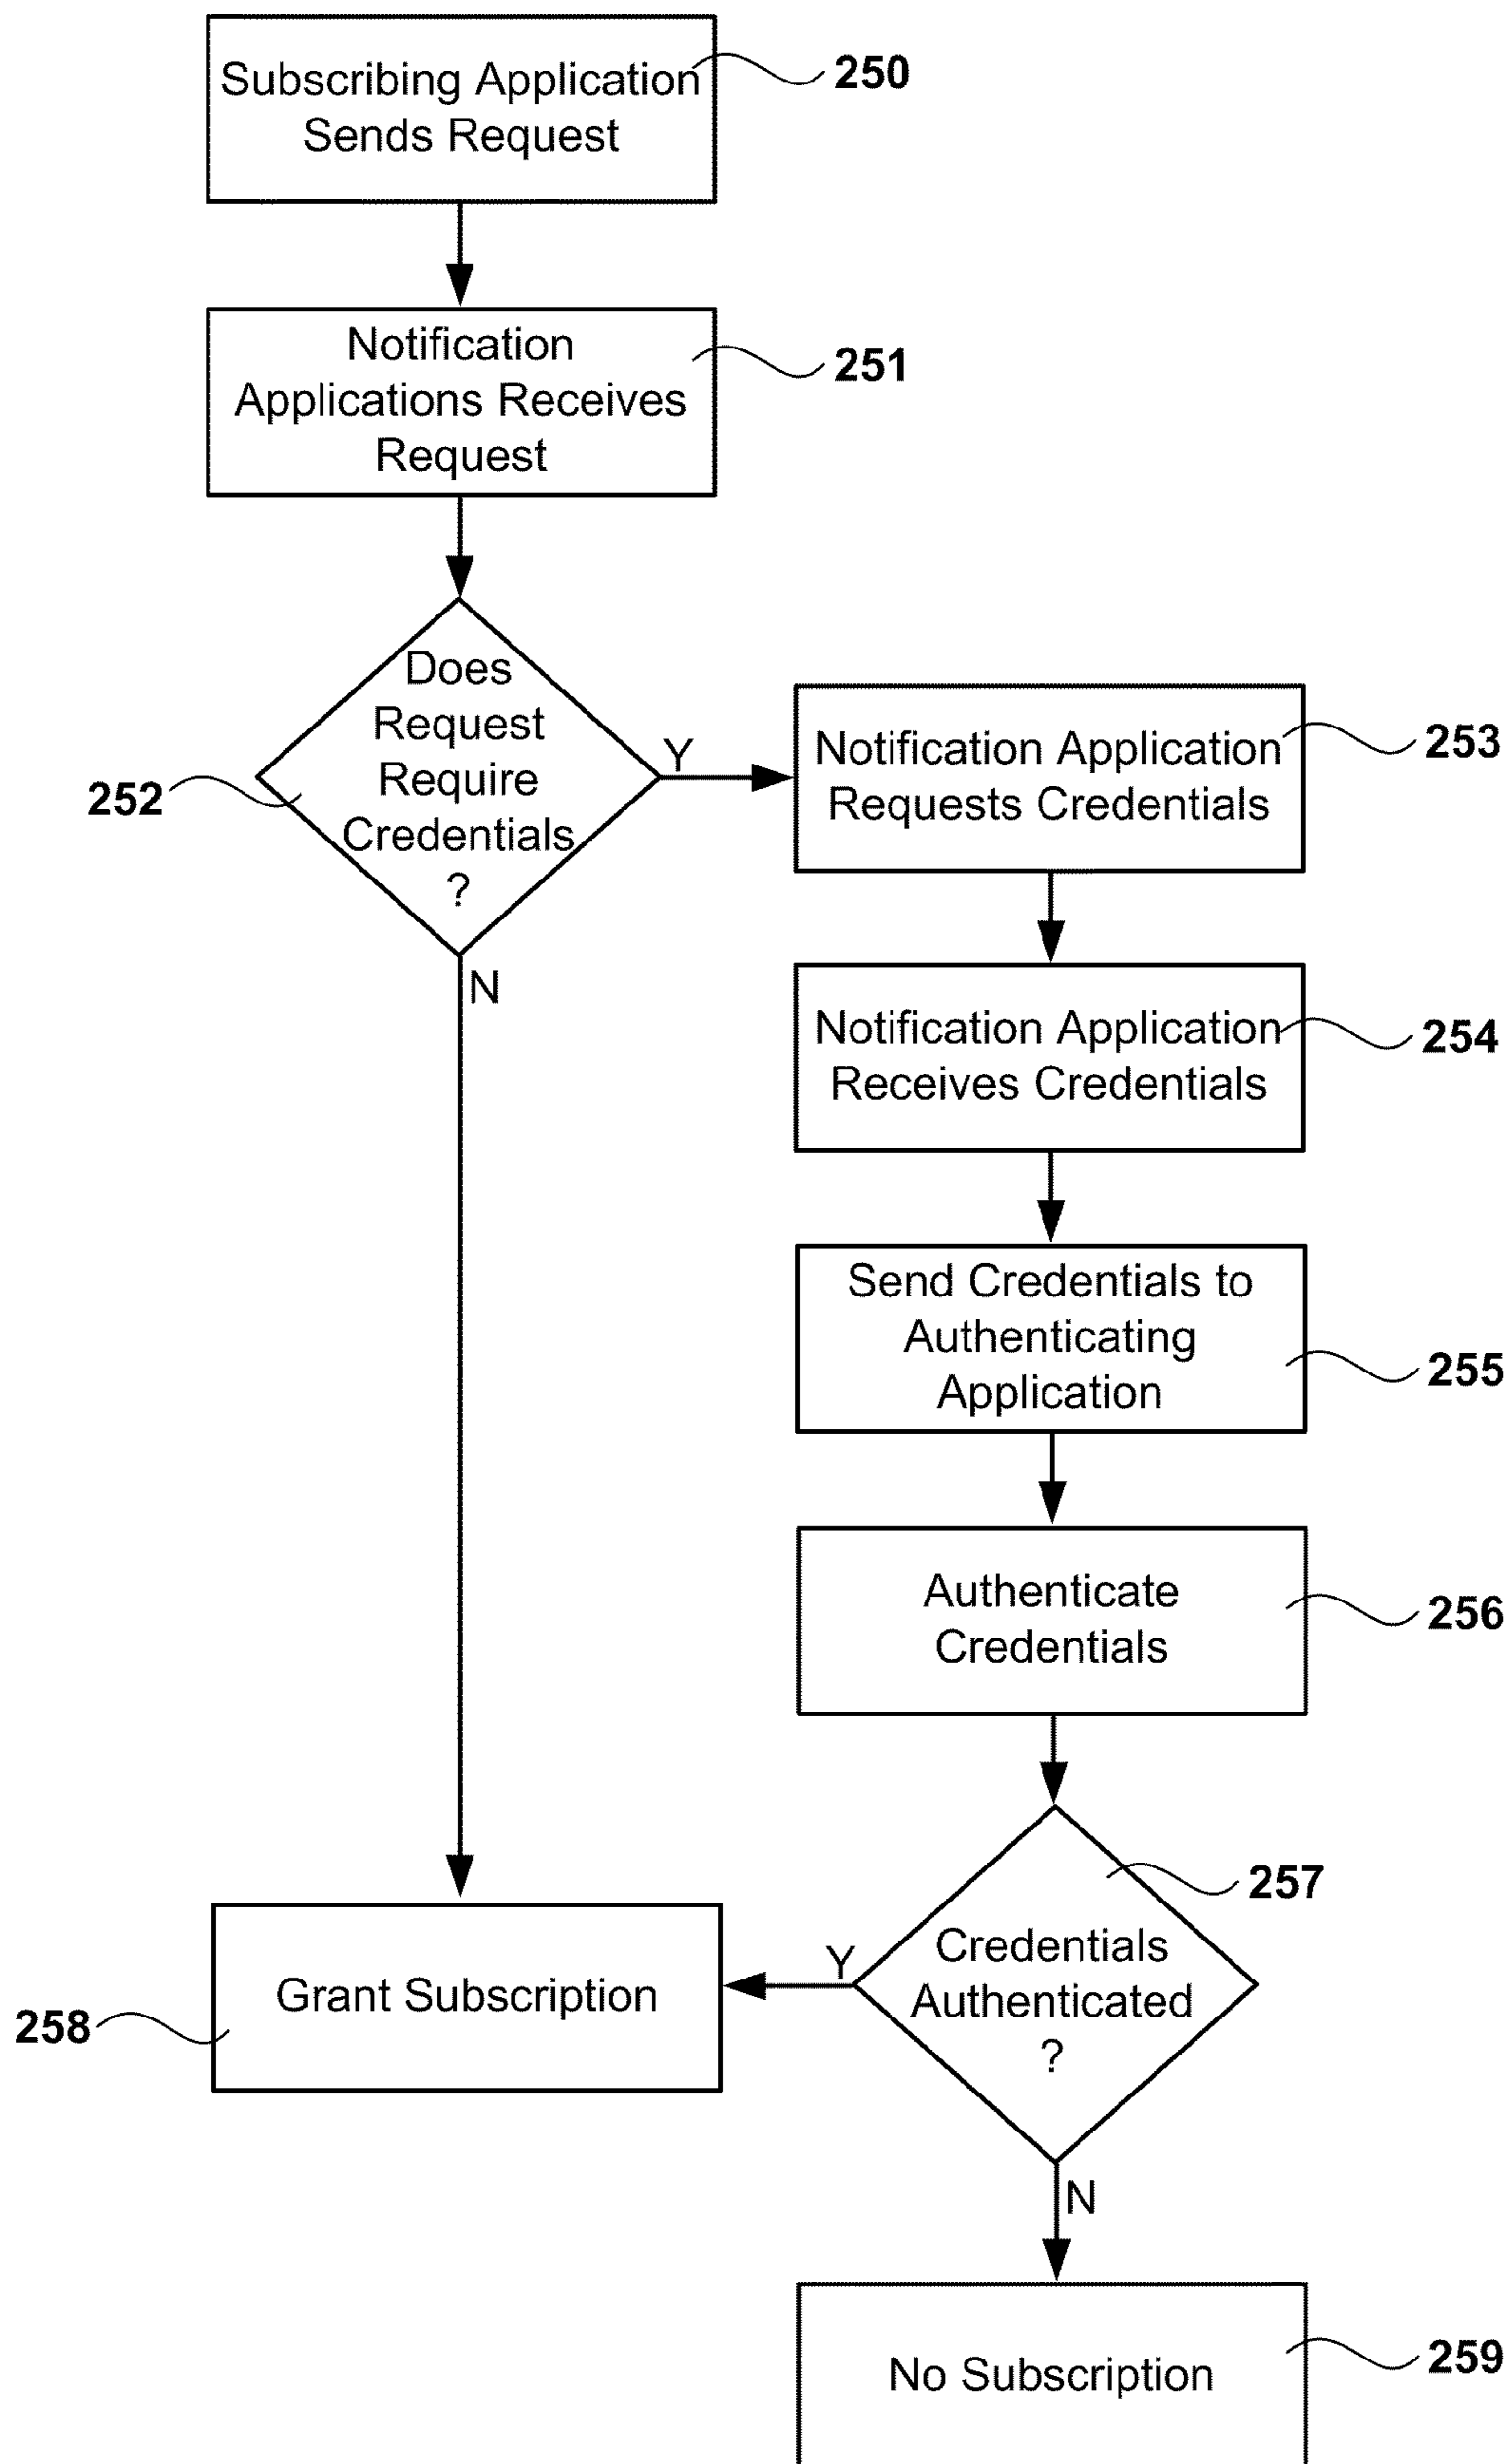 Subscribing Application
Sends Request
250
Notification
Applications Receives
Request
251
Does
Request
Require
Credentials
?
252
Y
N
Notification Application
Requests Credentials
253
Notification Application
Receives Credentials
254
Send Credentials to
Authenticating
Application
255
Authenticate
Credentials
256
257
Credentials
Authenticated
?
Y
N
Grant Subscription
258
No Subscription
259